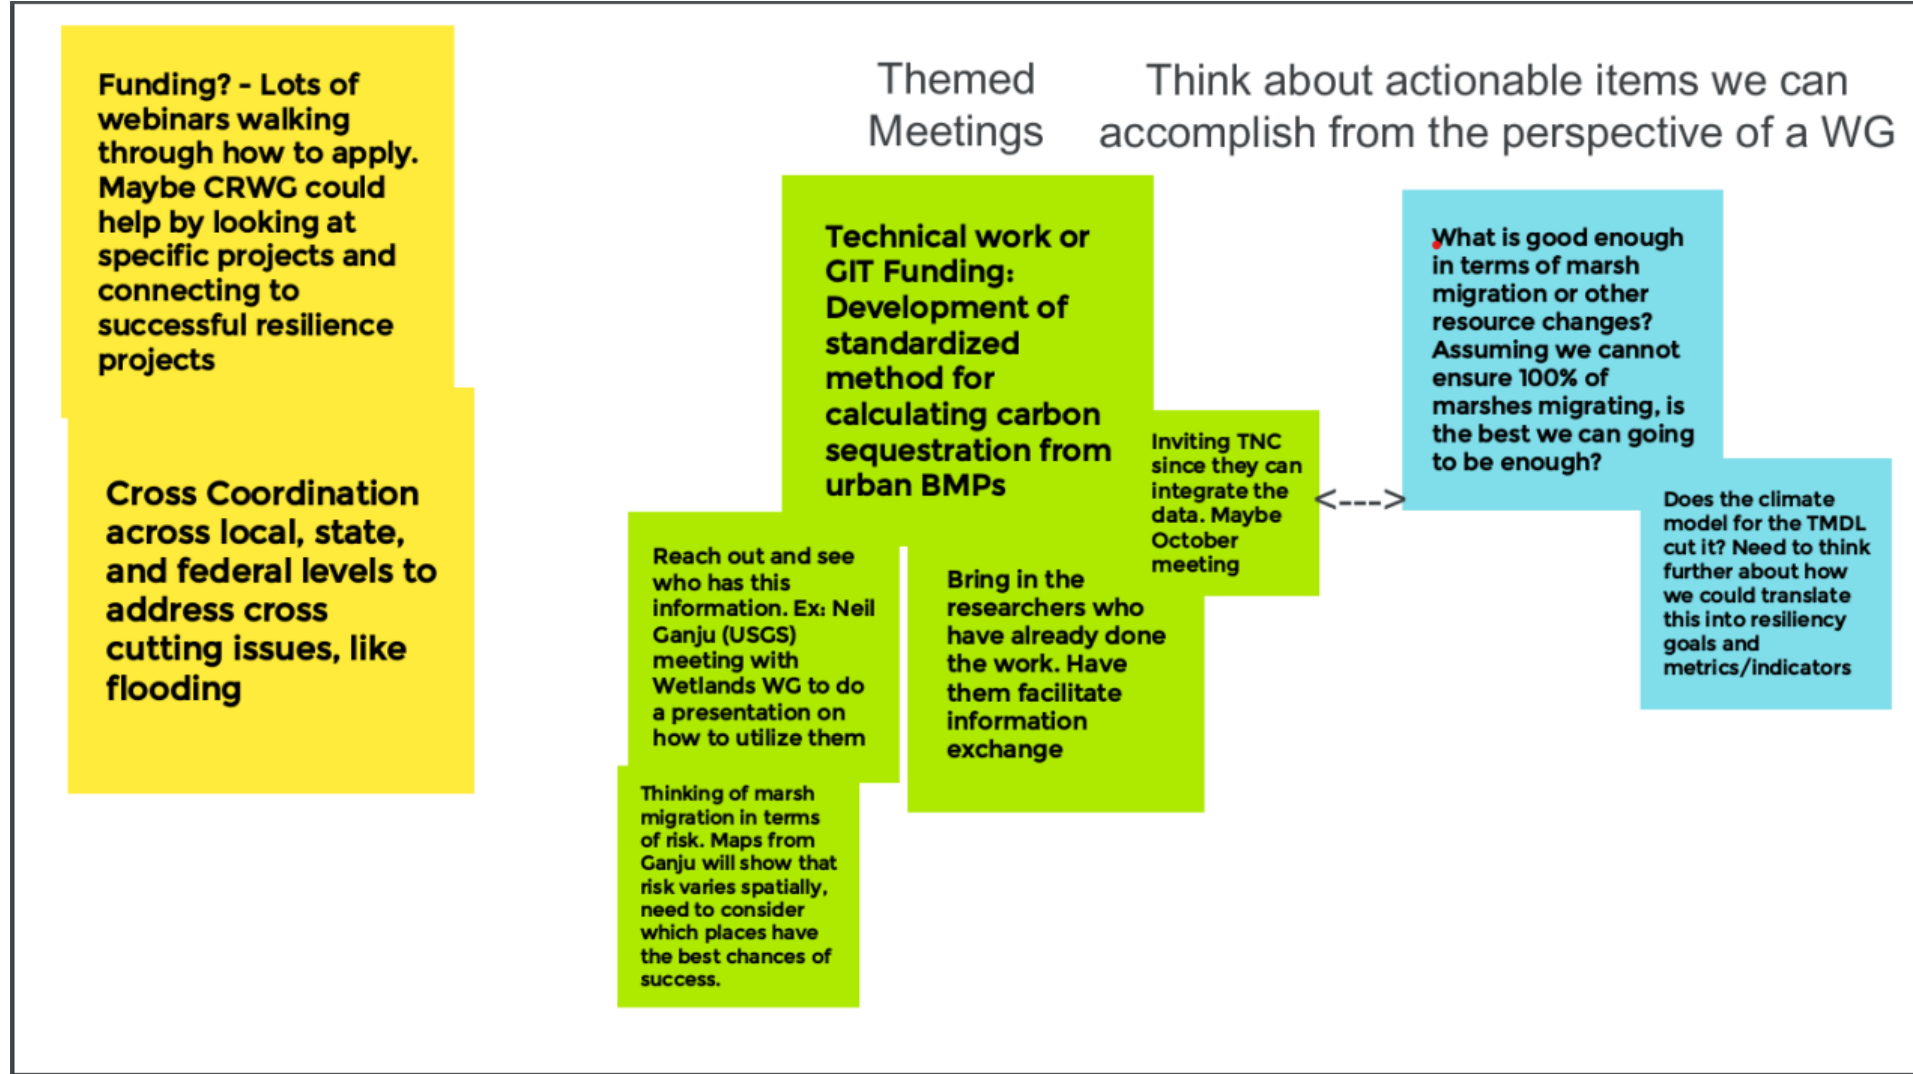 Funding? - Lots of
webinars walking
through how to apply.
Maybe CRWG could
help by looking at
specific projects and
connecting to
successful resilience
projects
Cross Coordination
across local, state,
and federal levels to
address cross
cutting issues, like
flooding
Themed
Meetings
Technical work or
GIT Funding:
Development of
standardized
method for
calculating carbon
sequestration from
urban BMPs
Inviting TNC
since they can
integrate the
data. Maybe
October
meeting
<--->
Reach out and see
who has this
information. Ex: Neil
Ganju (USGS)
meeting with
Wetlands WG to do
a presentation on
how to utilize them
Bring in the
researchers who
have already done
the work. Have
them facilitate
information
exchange
Thinking of marsh
migration in terms
of risk. Maps from
Ganju will show that
risk varies spatially,
need to consider
which places have
the best chances of
success.
Think about actionable items we can
accomplish from the perspective of a WG
What is good enough
in terms of marsh
migration or other
resource changes?
Assuming we cannot
ensure 100% of
marshes migrating, is
the best we can going
to be enough?
Does the climate
model for the TMDL
cut it? Need to think
further about how
we could translate
this into resiliency
goals and
metrics/indicators